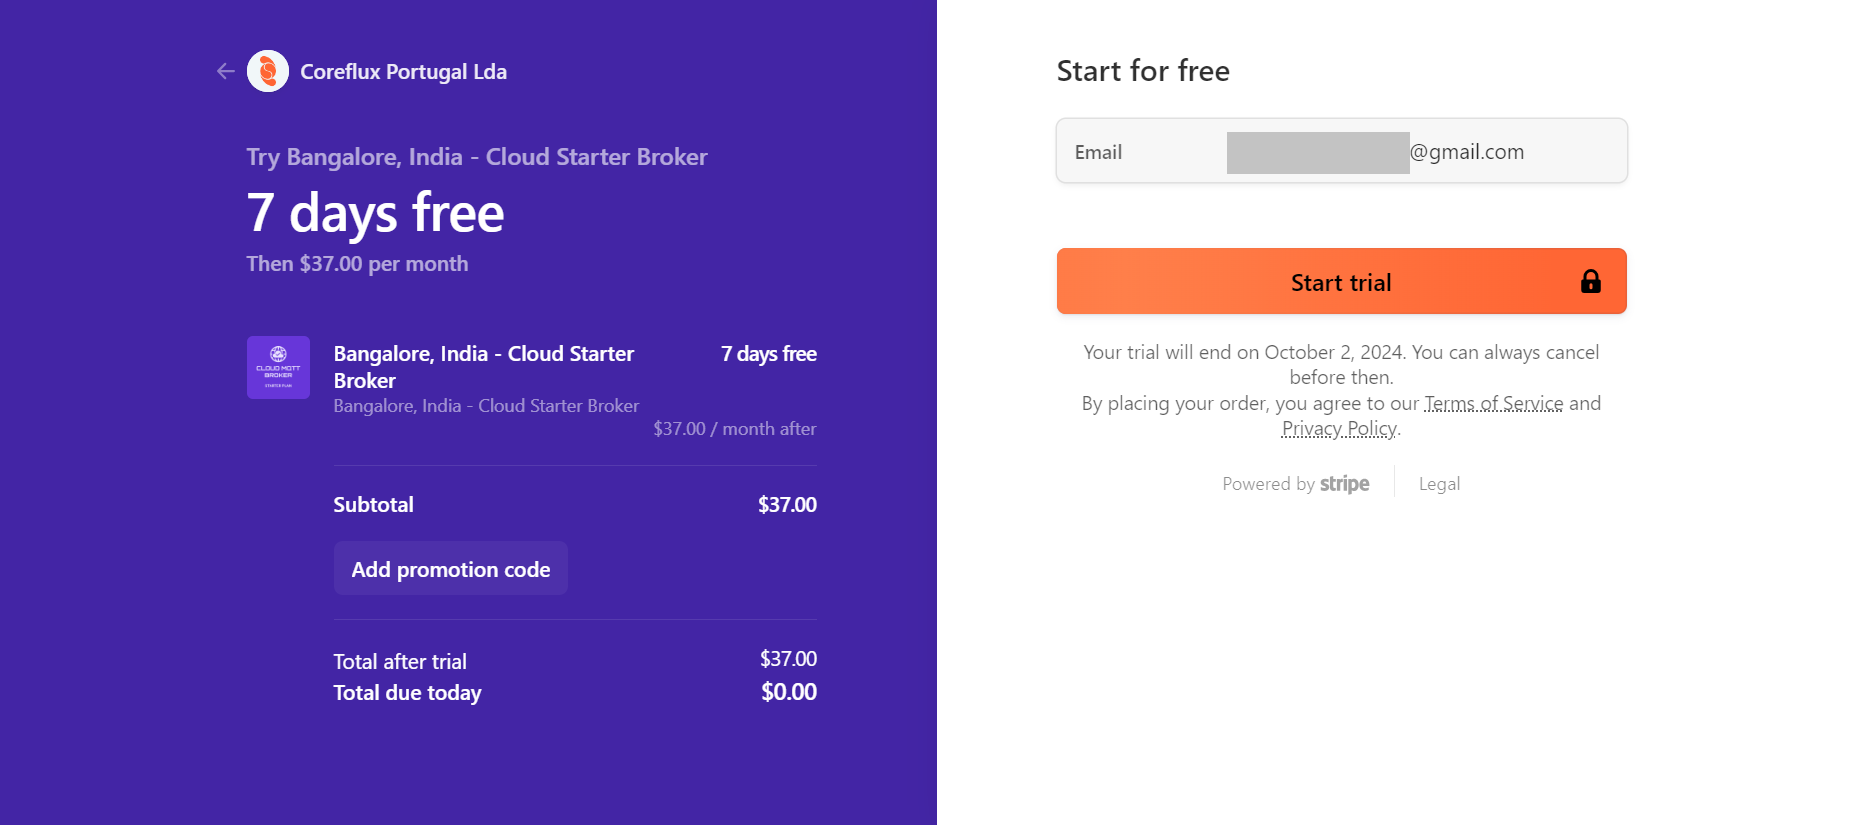 Coreflux Portugal Lda
Try Bangalore, India - Cloud Starter Broker
7 days free
Then $37.00 per month
CLOUD MQTT
BROKER
STARTER PLAN
Bangalore, India - Cloud Starter
Broker
7 days free
Bangalore, India - Cloud Starter Broker
$37.00 / month after
Subtotal
$37.00
Add promotion code
Total after trial
$37.00
Total due today
$0.00
Start for free
Email
@gmail.com
Start trial
Your trial will end on October 2, 2024. You can always cancel
before then.
By placing your order, you agree to our Terms of Service and
Privacy Policy.
Powered by stripe
Legal